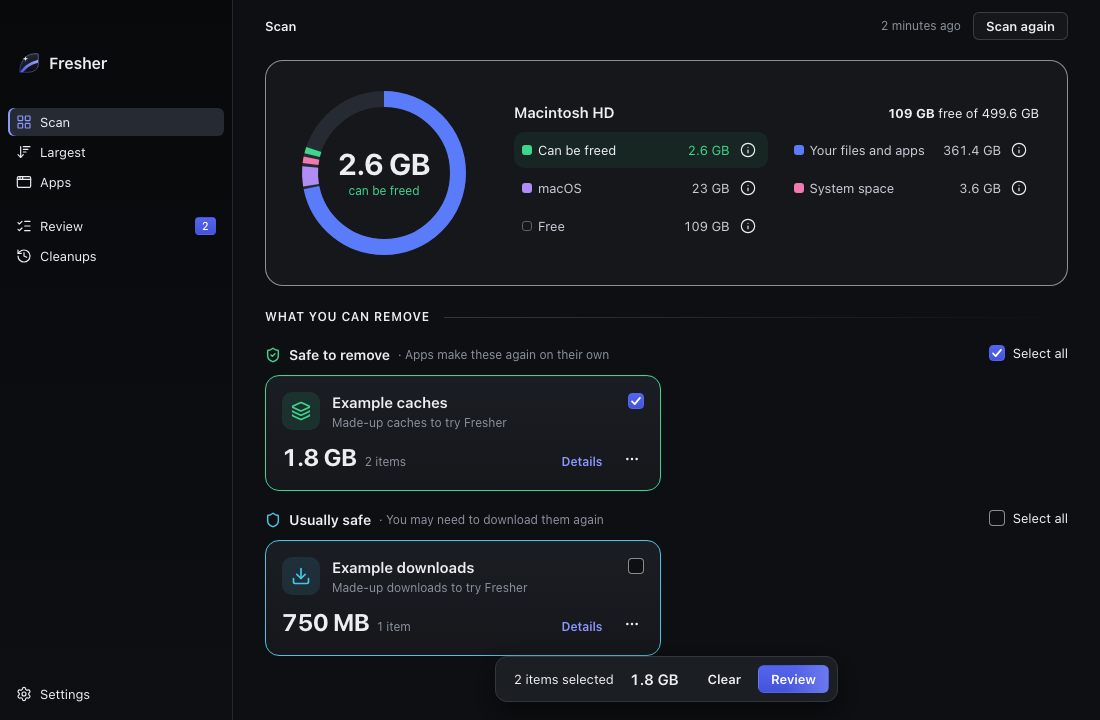 Fresher
Scan
Largest
Apps
Review 2
Cleanups
Settings
Scan
2 minutes ago
Scan again
2.6 GB
can be freed
Macintosh HD
109 GB free of 499.6 GB
Can be freed 2.6 GB
Your files and apps 361.4 GB
macOS 23 GB
System space 3.6 GB
Free 109 GB
WHAT YOU CAN REMOVE
Safe to remove · Apps make these again on their own
Select all
Example caches
Made-up caches to try Fresher
1.8 GB 2 items
Details ···
Usually safe · You may need to download them again
Select all
Example downloads
Made-up downloads to try Fresher
750 MB 1 item
Details ···
2 items selected 1.8 GB Clear Review